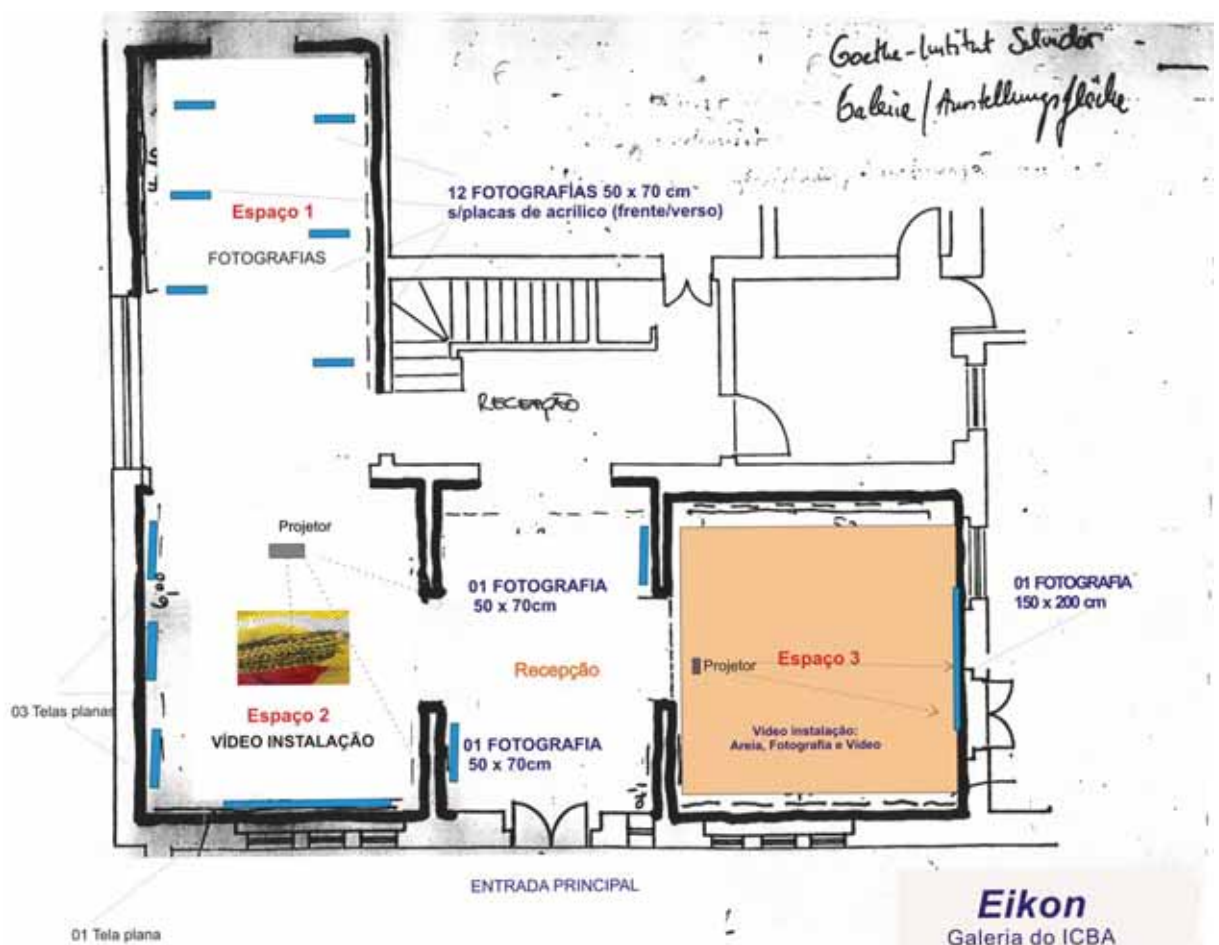 Goethe-Institut Salvador -
Galerie / Ausstellungsfläche
12 FOTOGRAFIAS 50 x 70 cm
s/placas de acrílico (frente/verso)
Espaço 1
FOTOGRAFIAS
RECEPÇÃO
Projetor
6,00
01 FOTOGRAFIA
50 x 70cm
01 FOTOGRAFIA
150 x 200 cm
Recepção
Projetor
Espaço 3
03 Telas planas
Espaço 2
VÍDEO INSTALAÇÃO
01 FOTOGRAFIA
50 x 70cm
Vídeo instalação:
Areia, Fotografia e Vídeo
ENTRADA PRINCIPAL
01 Tela plana
Eikon
Galeria do ICBA